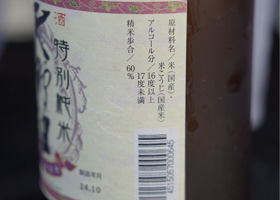 酒
特別純米
原材料名／米（国産）・
米こうじ（国産米）
アルコール分／16度以上
17度未満
精米歩合／60%
製造年月
24.10
4515057000645